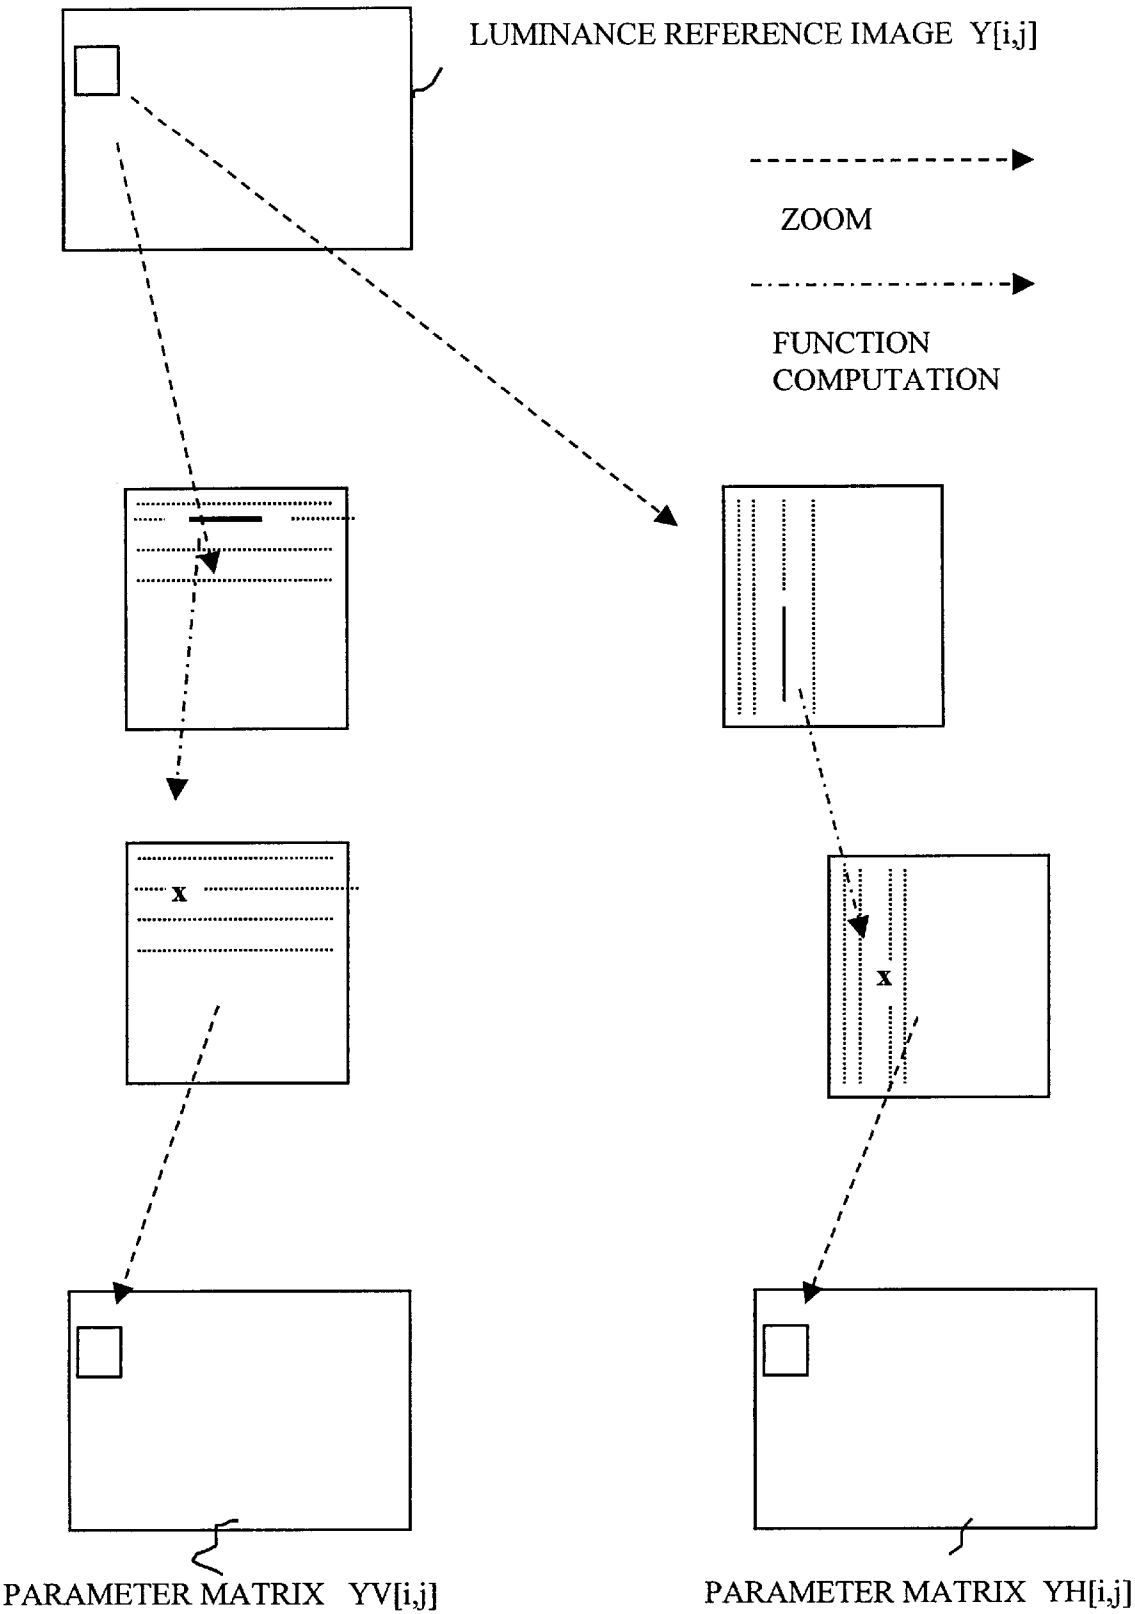 LUMINANCE REFERENCE IMAGE Y[i,j]
ZOOM
FUNCTION
COMPUTATION
x
x
PARAMETER MATRIX YV[i,j]
PARAMETER MATRIX YH[i,j]